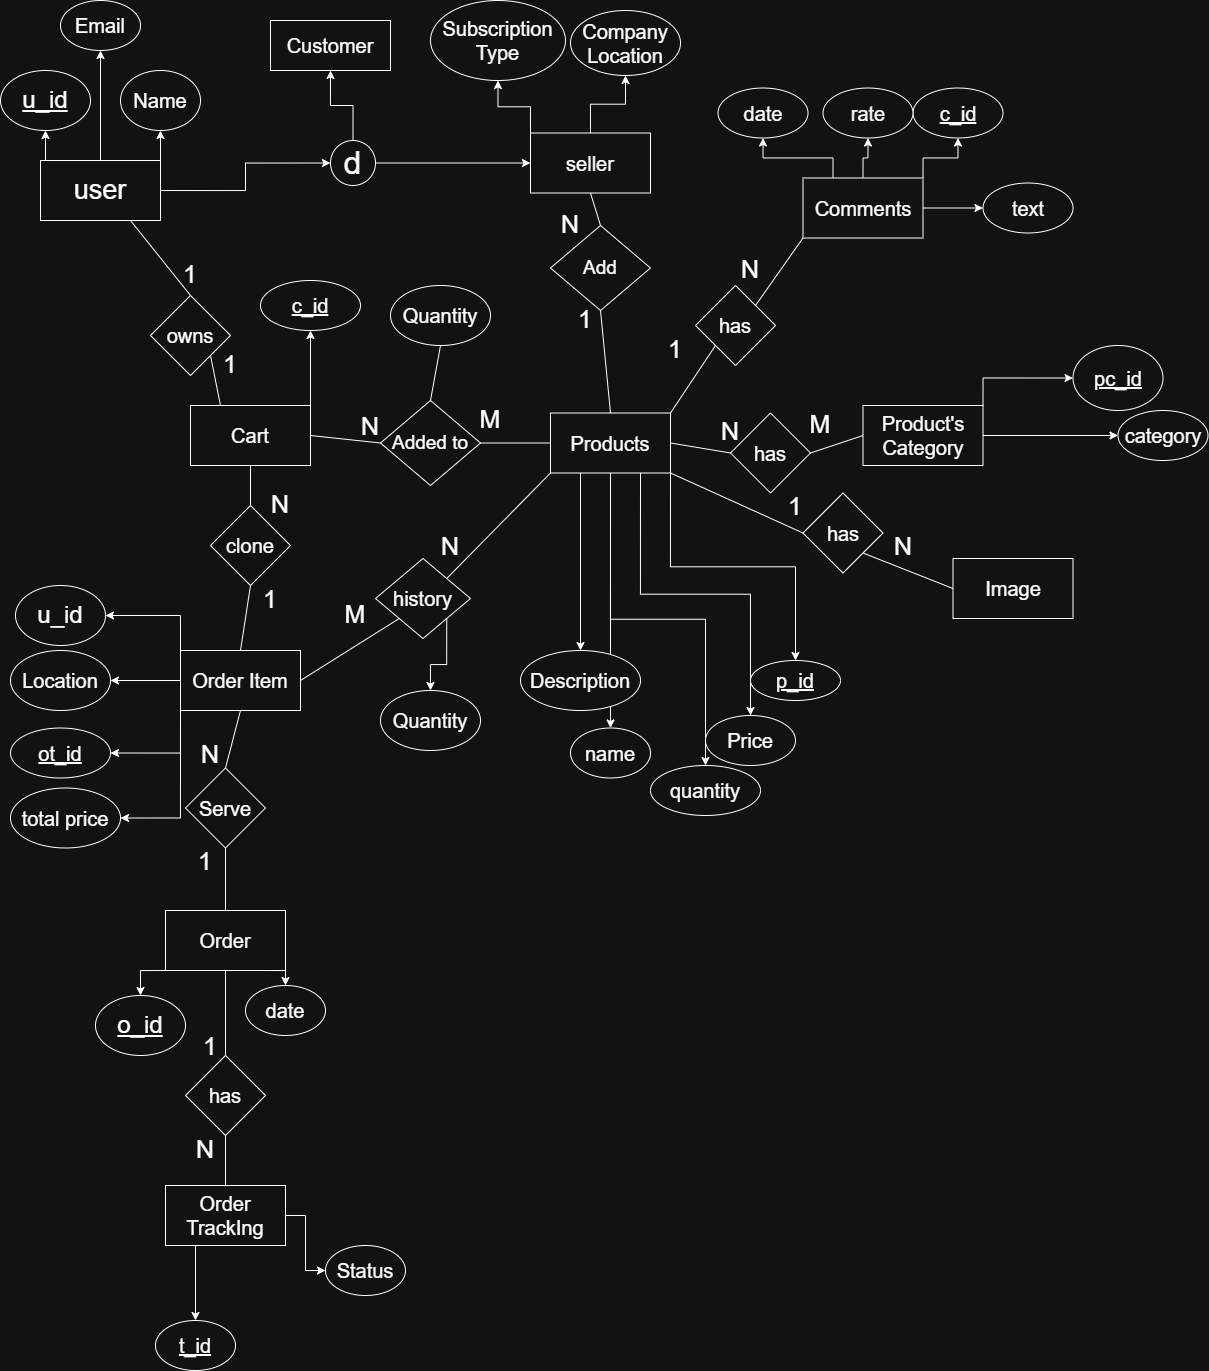 Email
Customer
Subscription
Type
Company
Location
u_id
Name
date
rate
c_id
user
d
seller
Comments
text
N
Add
1
N
has
1
1
owns
1
c_id
Quantity
Cart
N
Added to
M
Products
N
has
M
Product's
Category
pc_id
category
1
has
N
Image
N
clone
1
N
history
M
Quantity
u_id
Location
ot_id
total price
Order Item
Description
name
p_id
Price
quantity
N
Serve
1
Order
o_id
date
1
has
N
Order
TrackIng
Status
t_id